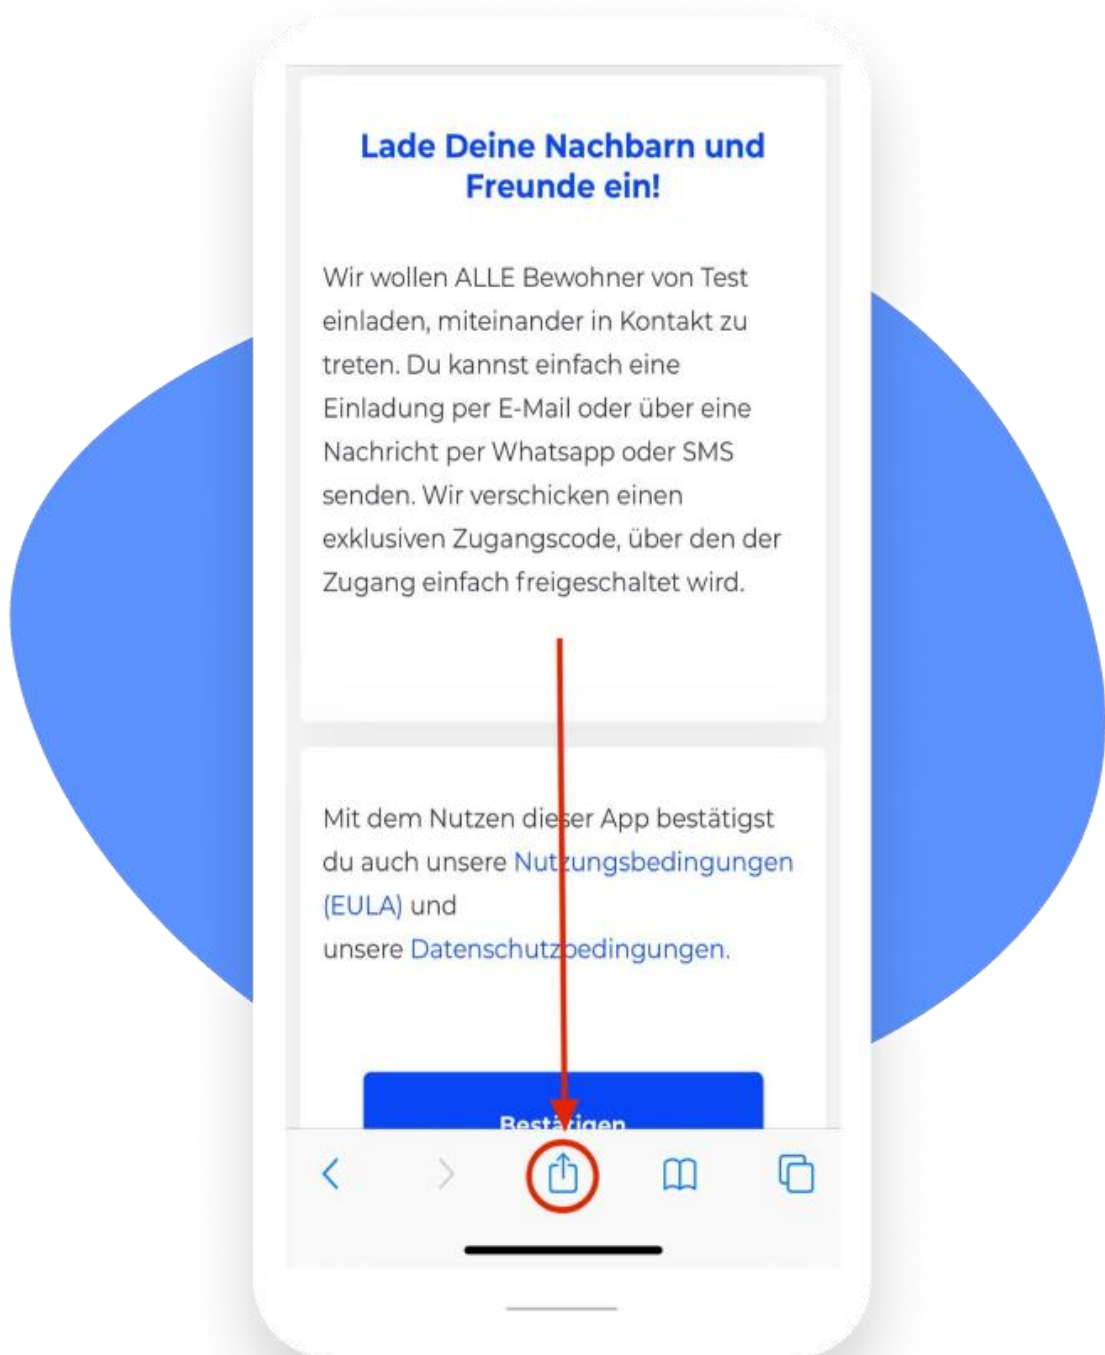 Lade Deine Nachbarn und
Freunde ein!
Wir wollen ALLE Bewohner von Test
einladen, miteinander in Kontakt zu
treten. Du kannst einfach eine
Einladung per E-Mail oder über eine
Nachricht per Whatsapp oder SMS
senden. Wir verschicken einen
exklusiven Zugangscode, über den der
Zugang einfach freigeschaltet wird.
Mit dem Nutzen dieser App bestätigst
du auch unsere Nutzungsbedingungen
(EULA) und
unsere Datenschutzbedingungen.
Bestätigen